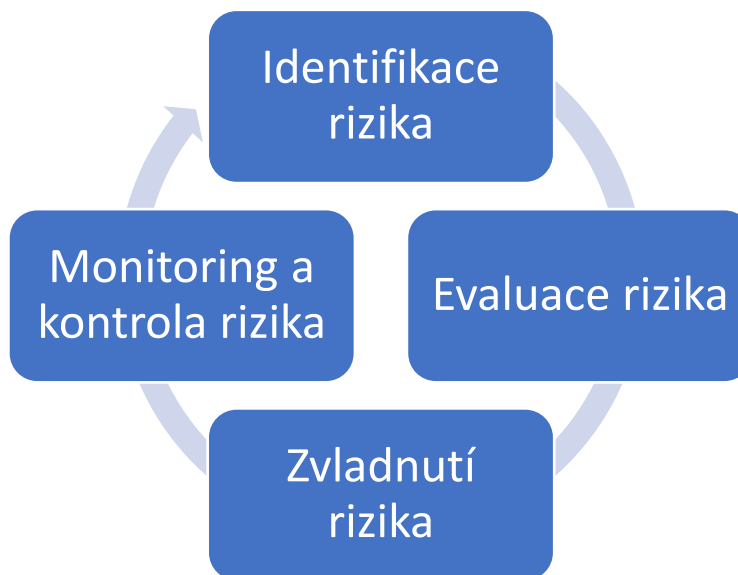 Identifikace
rizika
Evaluace rizika
Zvladnutí
rizika
Monitoring a
kontrola rizika